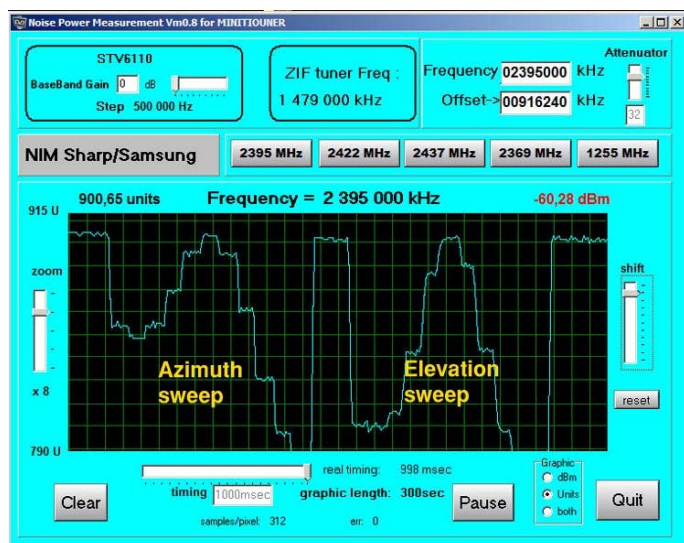 Noise Power Measurement Vm0.8 for MINITIOUNER
STV6110
BaseBand Gain 0 dB
Step 500 000 Hz
ZIF tuner Freq :
1 479 000 kHz
Frequency 02395000 kHz
Offset-> 00916240 kHz
Attenuator
32
NIM Sharp/Samsung
2395 MHz 2422 MHz 2437 MHz 2369 MHz 1255 MHz
900,65 units Frequency = 2 395 000 kHz -60,28 dBm
915 U
zoom
x 8
790 U
Azimuth
sweep
Elevation
sweep
shift
reset
real timing: 998 msec
timing 1000msec graphic length: 300sec
samples/pixel: 312 err: 0
Clear
Pause
Graphic
dBm
Units
both
Quit